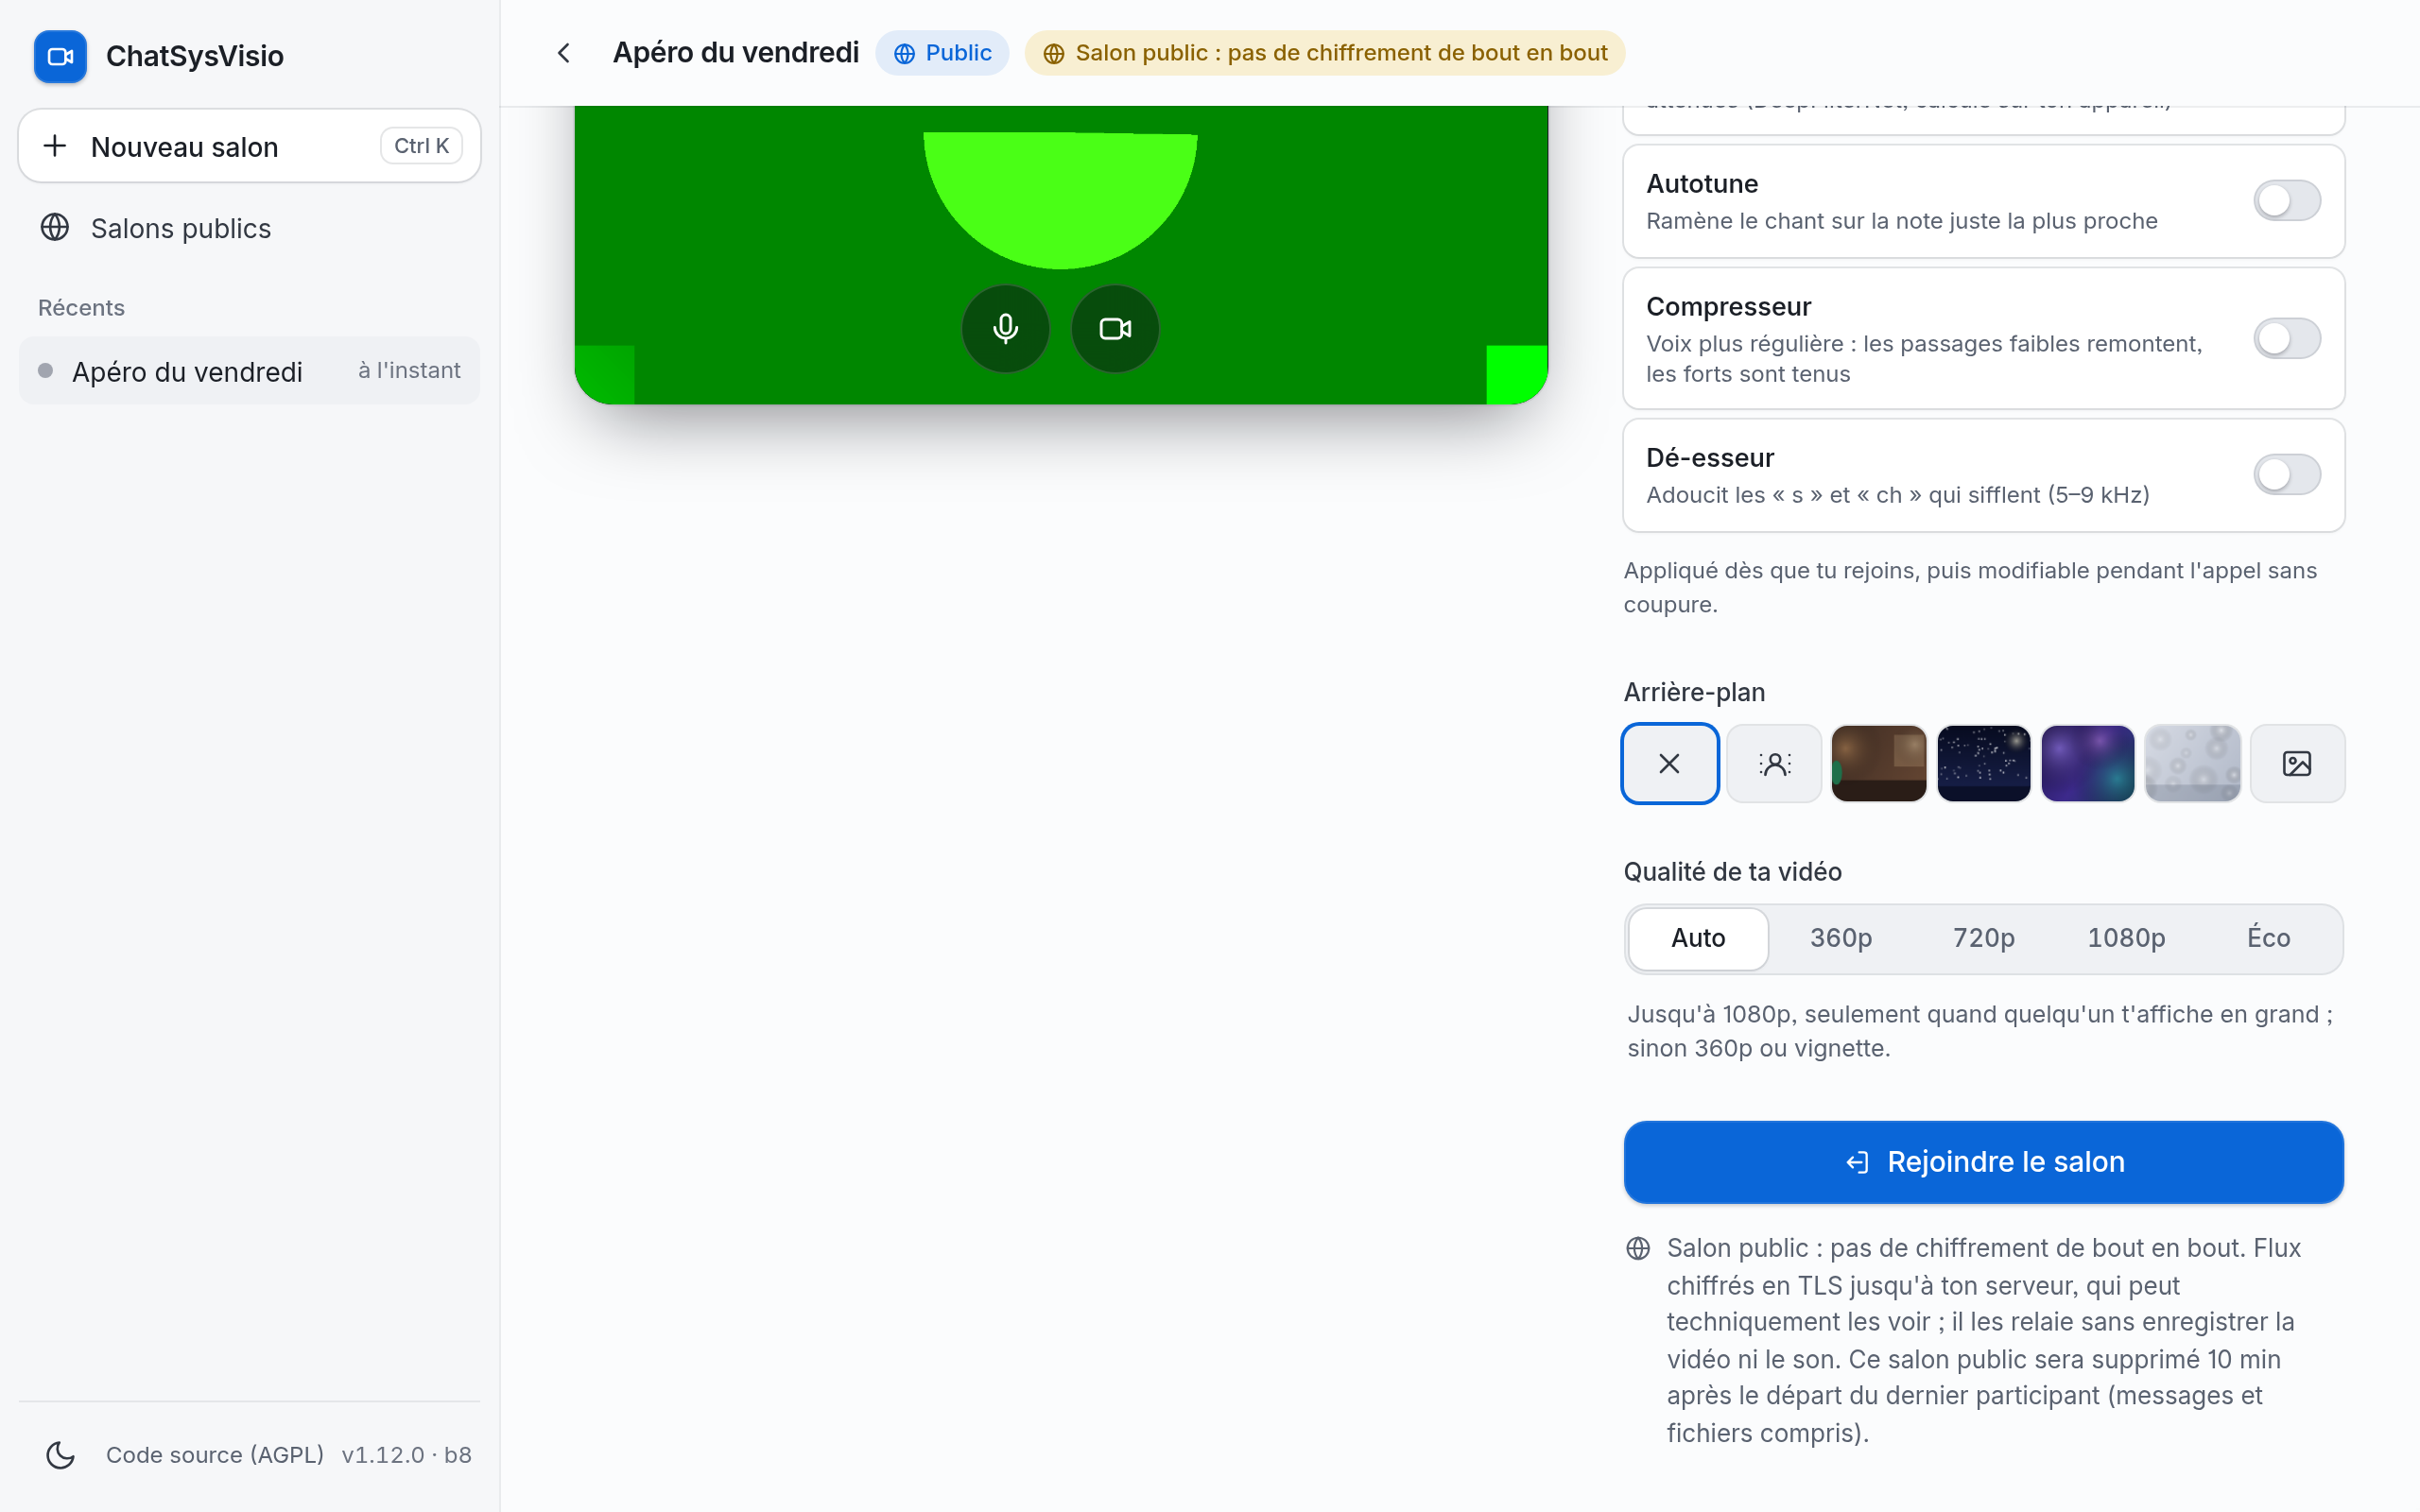 ChatSysVisio
Nouveau salon
Ctrl K
Salons publics
Récents
Apéro du vendredi
à l'instant
Code source (AGPL)
v1.12.0 · b8
Apéro du vendredi
Public
Salon public : pas de chiffrement de bout en bout
Autotune
Ramène le chant sur la note juste la plus proche
Compresseur
Voix plus régulière : les passages faibles remontent,
les forts sont tenus
Dé-esseur
Adoucit les « s » et « ch » qui sifflent (5–9 kHz)
Appliqué dès que tu rejoins, puis modifiable pendant l'appel sans
coupure.
Arrière-plan
Qualité de ta vidéo
Auto
360p
720p
1080p
Éco
Jusqu'à 1080p, seulement quand quelqu'un t'affiche en grand ;
sinon 360p ou vignette.
Rejoindre le salon
Salon public : pas de chiffrement de bout en bout. Flux
chiffrés en TLS jusqu'à ton serveur, qui peut
techniquement les voir ; il les relaie sans enregistrer la
vidéo ni le son. Ce salon public sera supprimé 10 min
après le départ du dernier participant (messages et
fichiers compris).